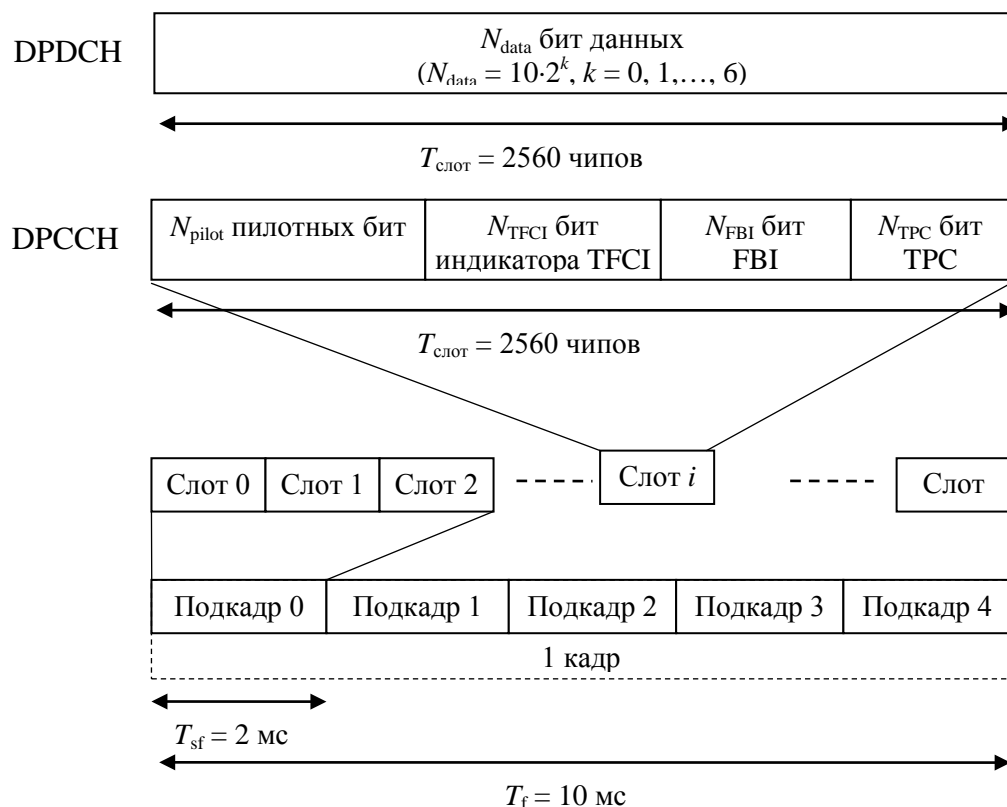 DPDCH
N_data бит данных
(N_data = 10·2^k, k = 0, 1,…, 6)
T_слот = 2560 чипов
DPCCH
N_pilot пилотных бит
N_TFCI бит
индикатора TFCI
N_FBI бит
FBI
N_TPC бит
TPC
T_слот = 2560 чипов
Слот 0
Слот 1
Слот 2
Слот i
Слот
Подкадр 0
Подкадр 1
Подкадр 2
Подкадр 3
Подкадр 4
1 кадр
T_sf = 2 мс
T_f = 10 мс